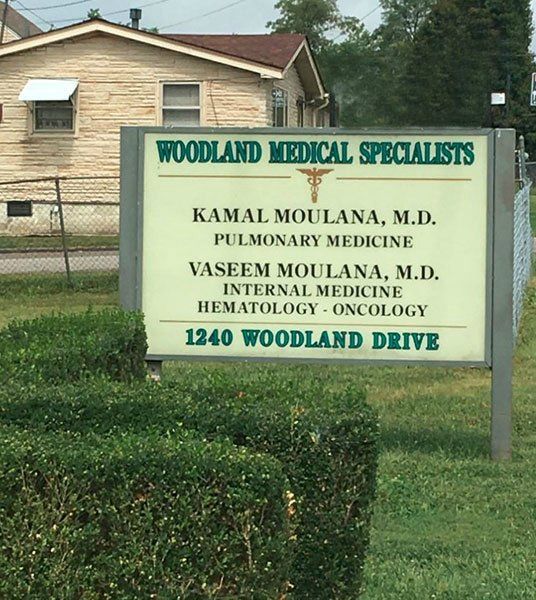 WOODLAND MEDICAL SPECIALISTS
KAMAL MOULANA, M.D.
PULMONARY MEDICINE
VASEEM MOULANA, M.D.
INTERNAL MEDICINE
HEMATOLOGY - ONCOLOGY
1240 WOODLAND DRIVE